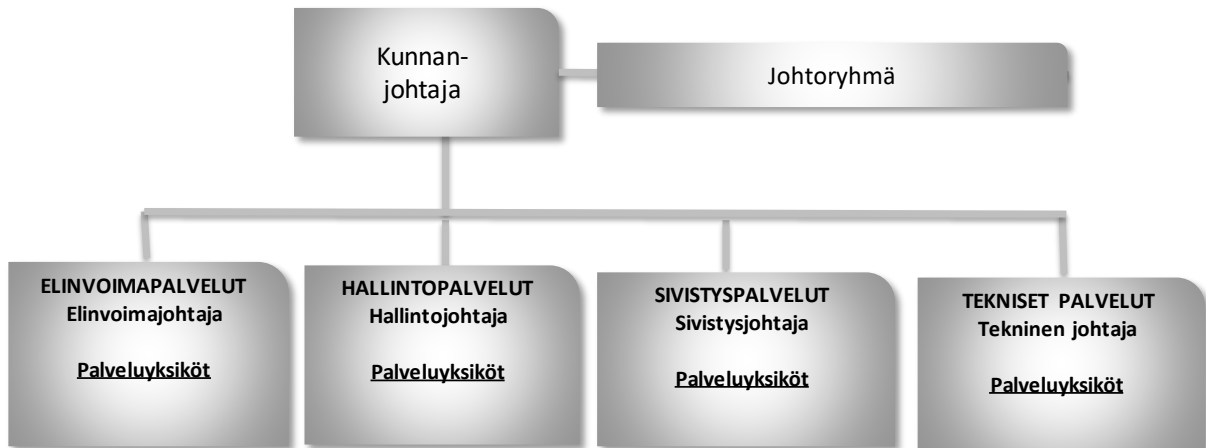 Kunnan-
johtaja
Johtoryhmä
ELINVOIMAPALVELUT
Elinvoimajohtaja
Palveluyksiköt
HALLINTOPALVELUT
Hallintojohtaja
Palveluyksiköt
SIVISTYSPALVELUT
Sivistysjohtaja
Palveluyksiköt
TEKNISET PALVELUT
Tekninen johtaja
Palveluyksiköt